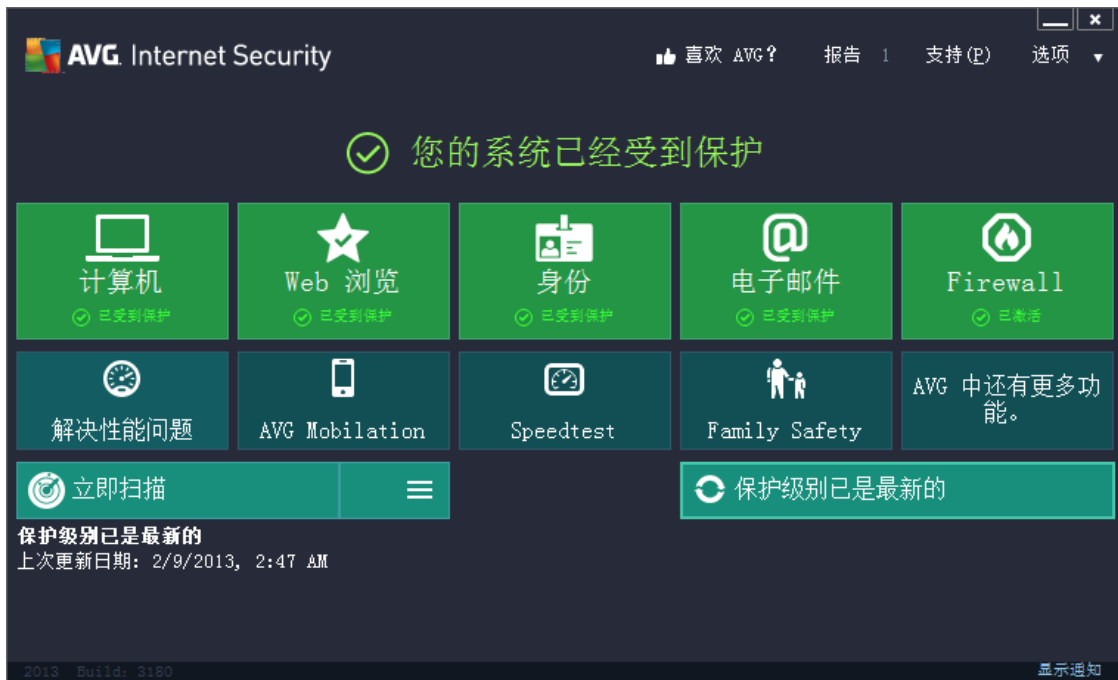 AVG. Internet Security
喜欢 AVG? 报告 1 支持(P) 选项
您的系统已经受到保护
计算机 Web 浏览 身份 电子邮件 Firewall
已受到保护 已受到保护 已受到保护 已受到保护 已激活
解决性能问题 AVG Mobilation Speedtest Family Safety AVG 中还有更多功能。
立即扫描 保护级别已是最新的
保护级别已是最新的
上次更新日期: 2/9/2013, 2:47 AM
2013 Build: 3180 显示通知